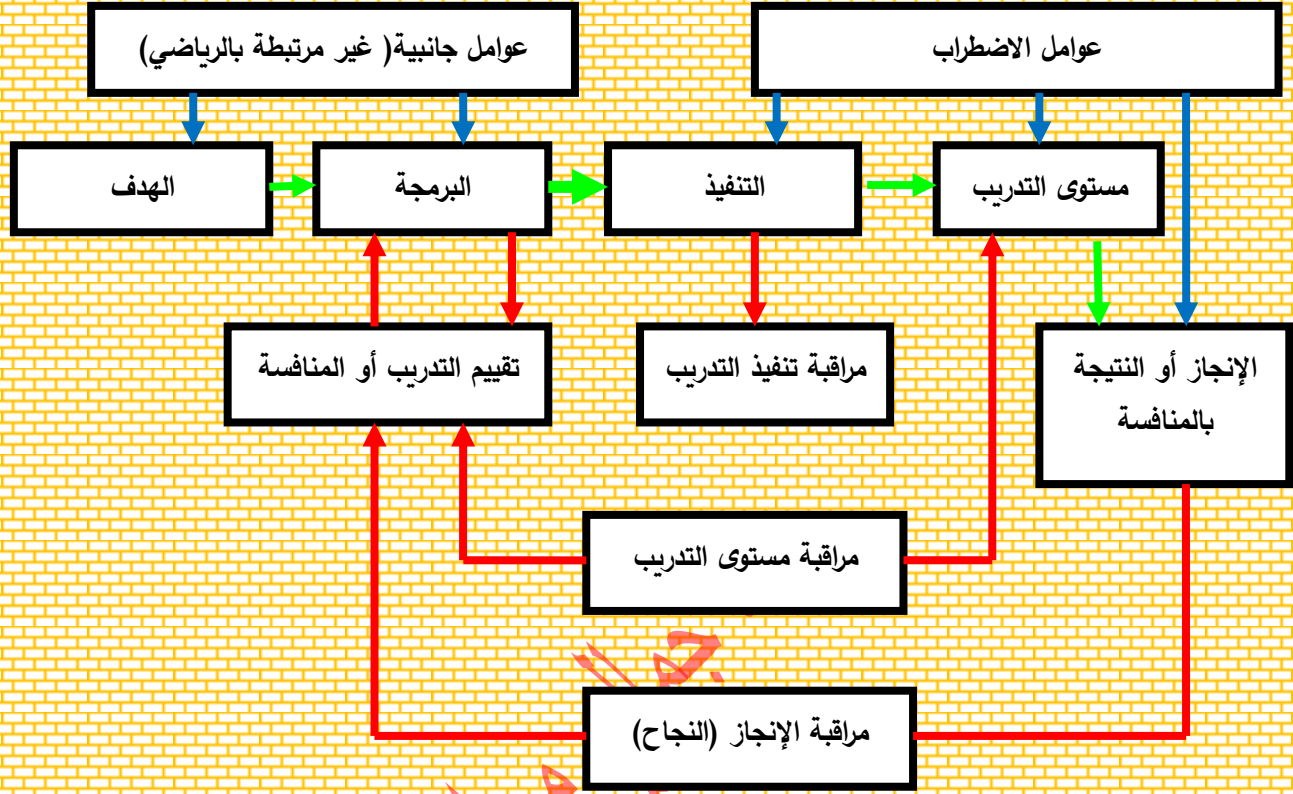 عوامل الاضطراب
عوامل جانبية( غير مرتبطة بالرياضي)
الهدف
البرمجة
التنفيذ
مستوى التدريب
تقييم التدريب أو المنافسة
مراقبة تنفيذ التدريب
الإنجاز أو النتيجة
بالمنافسة
مراقبة مستوى التدريب
مراقبة الإنجاز (النجاح)